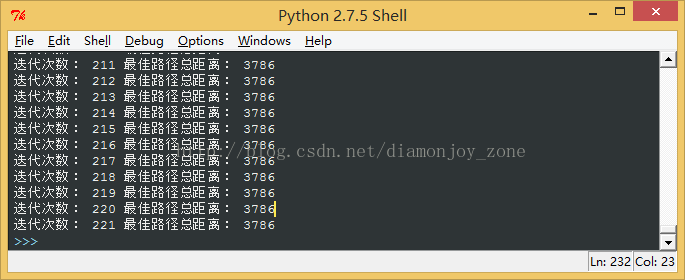 Python 2.7.5 Shell
File Edit Shell Debug Options Windows Help
迭代次数： 211 最佳路径总距离： 3786
迭代次数： 212 最佳路径总距离： 3786
迭代次数： 213 最佳路径总距离： 3786
迭代次数： 214 最佳路径总距离： 3786
迭代次数： 215 最佳路径总距离： 3786
迭代次数： 216 最佳路径总距离： 3786
迭代次数： 217 最佳路径总距离： 3786
迭代次数： 218 最佳路径总距离： 3786
迭代次数： 219 最佳路径总距离： 3786
迭代次数： 220 最佳路径总距离： 3786
迭代次数： 221 最佳路径总距离： 3786
>>>
http://blog.csdn.net/diamonjoy_zone
Ln: 232 Col: 23